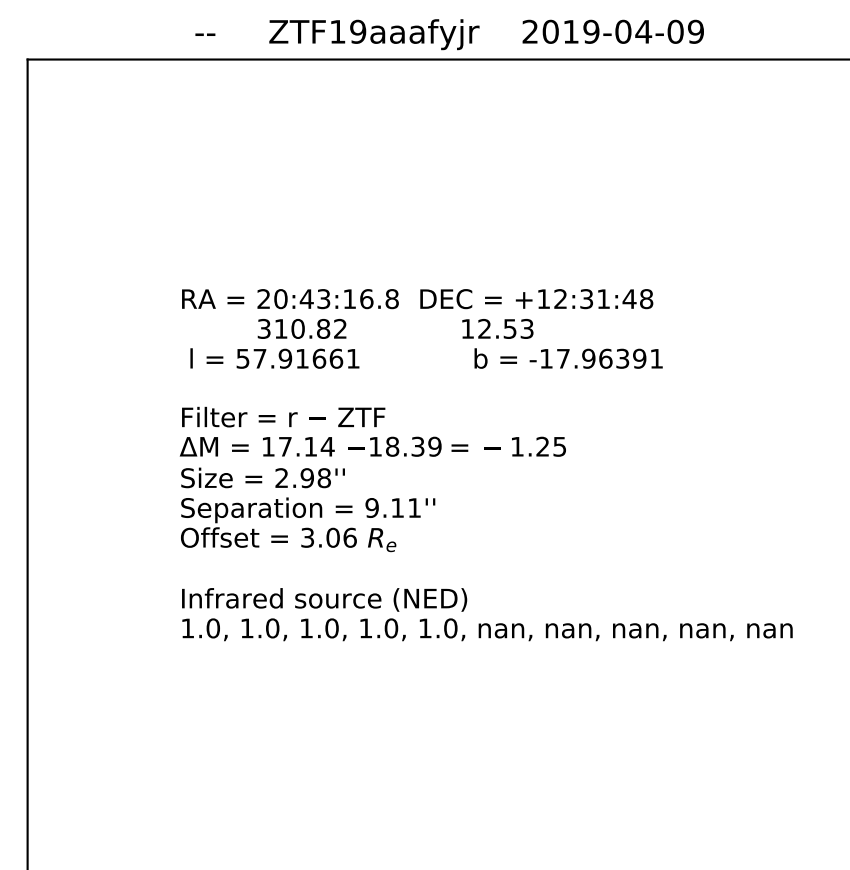 -- ZTF19aaafyjr 2019-04-09
RA = 20:43:16.8 DEC = +12:31:48
310.82 12.53
l = 57.91661 b = -17.96391
Filter = r − ZTF
ΔM = 17.14 −18.39 = − 1.25
Size = 2.98''
Separation = 9.11''
Offset = 3.06 Re
Infrared source (NED)
1.0, 1.0, 1.0, 1.0, 1.0, nan, nan, nan, nan, nan